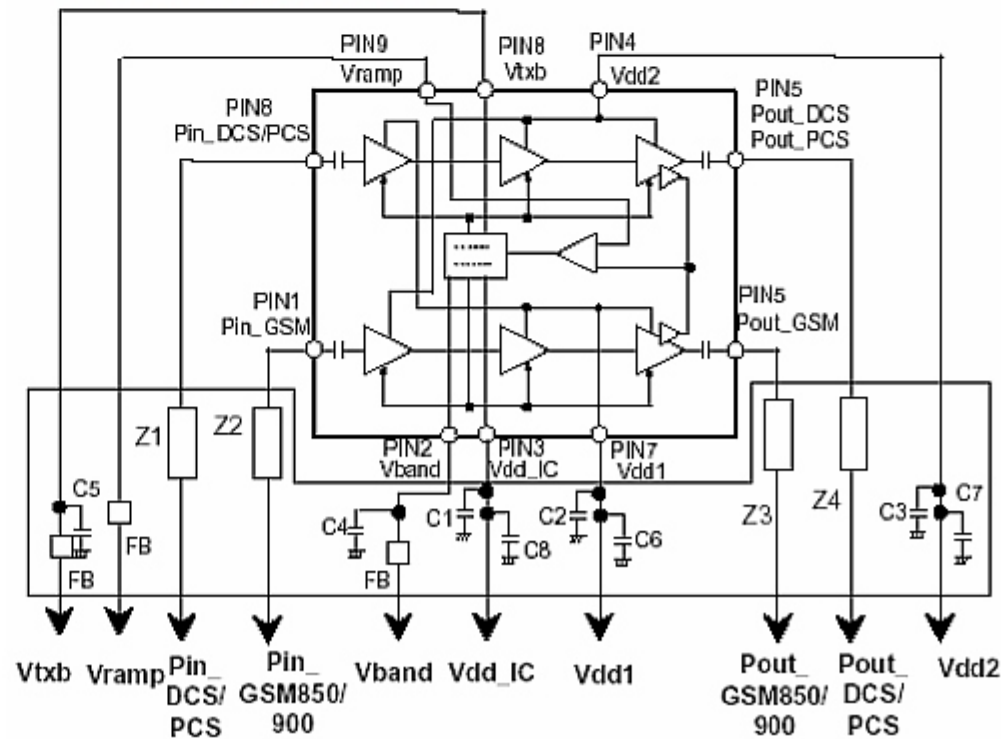 PIN9
Vramp
PIN8
Vtxb
PIN4
Vdd2
PIN8
Pin_DCS/PCS
PIN5
Pout_DCS
Pout_PCS
PIN1
Pin_GSM
PIN5
Pout_GSM
PIN2
Vband
PIN3
Vdd_IC
PIN7
Vdd1
Z1
Z2
Z3
Z4
C5
FB
FB
C4
FB
C1
C8
C2
C6
C3
C7
Vtxb
Vramp
Pin_
DCS/
PCS
Pin_
GSM850/
900
Vband
Vdd_IC
Vdd1
Pout_
GSM850/
900
Pout_
DCS/
PCS
Vdd2